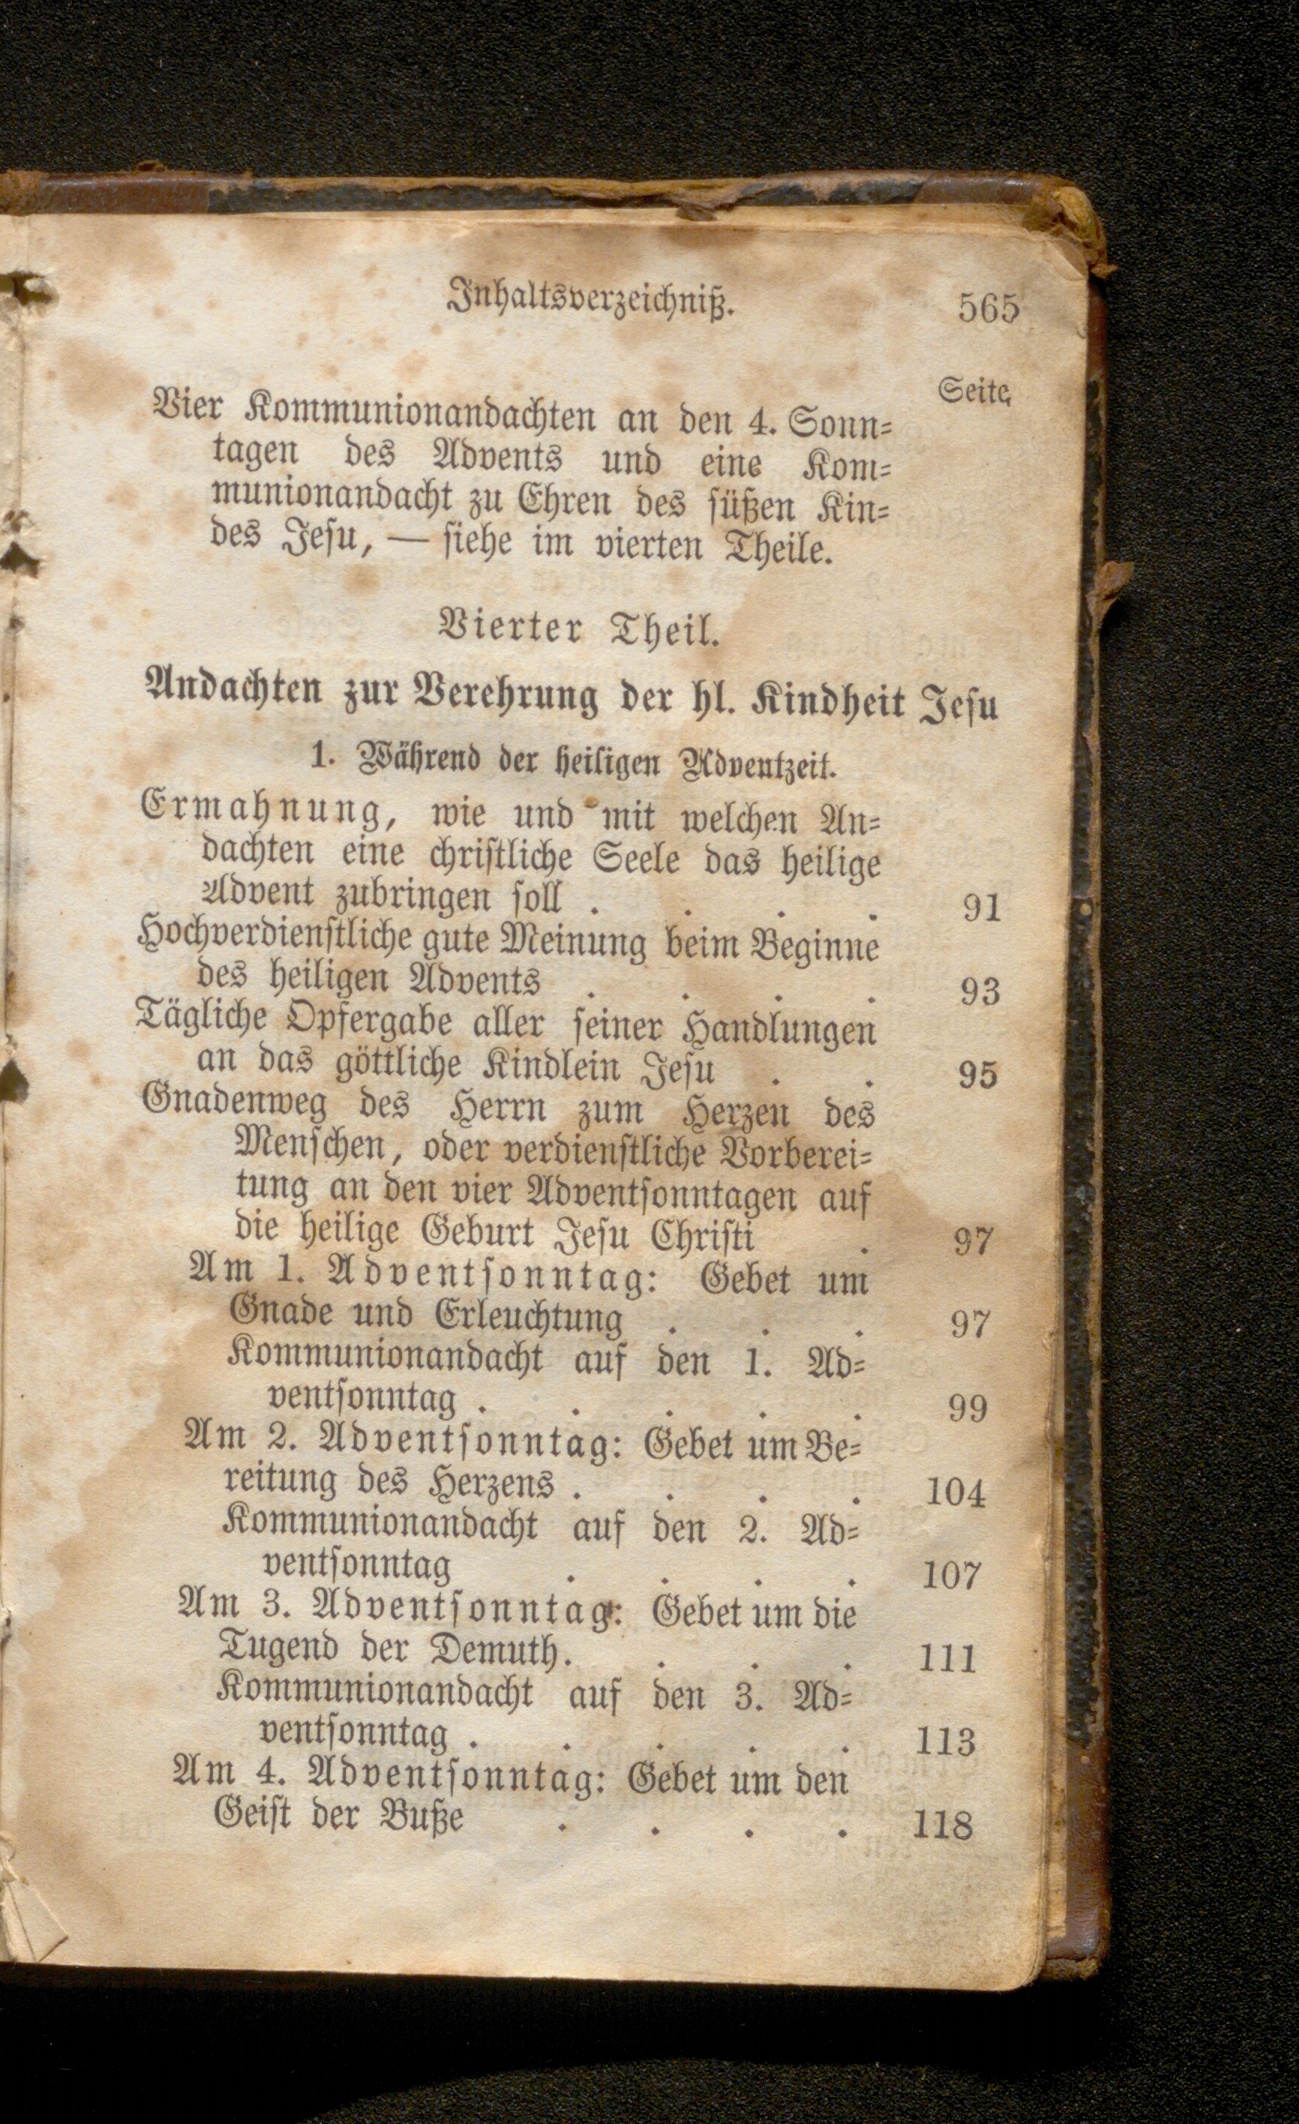 Inhaltsverzeichniß. 565
Seite
Vier Kommunionandachten an den 4. Sonn=
tagen des Advents und eine Kom=
munionandacht zu Ehren des süßen Kin=
des Jesu, — siehe im vierten Theile.
Vierter Theil.
Andachten zur Verehrung der hl. Kindheit Jesu
1. Während der heiligen Adventzeit.
Ermahnung, wie und mit welchen An=
dachten eine christliche Seele das heilige
Advent zubringen soll . . . . 91
Hochverdienstliche gute Meinung beim Beginne
des heiligen Advents . . . . 93
Tägliche Opfergabe aller seiner Handlungen
an das göttliche Kindlein Jesu . . 95
Gnadenweg des Herrn zum Herzen des
Menschen, oder verdienstliche Vorberei=
tung an den vier Adventsonntagen auf
die heilige Geburt Jesu Christi . 97
Am 1. Adventsonntag: Gebet um
Gnade und Erleuchtung . . . 97
Kommunionandacht auf den 1. Ad=
ventsonntag . . . . . 99
Am 2. Adventsonntag: Gebet um Be=
reitung des Herzens . . . . 104
Kommunionandacht auf den 2. Ad=
ventsonntag . . . . 107
Am 3. Adventsonntag: Gebet um die
Tugend der Demuth. . . . 111
Kommunionandacht auf den 3. Ad=
ventsonntag . . . . . 113
Am 4. Adventsonntag: Gebet um den
Geist der Buße . . . . 118